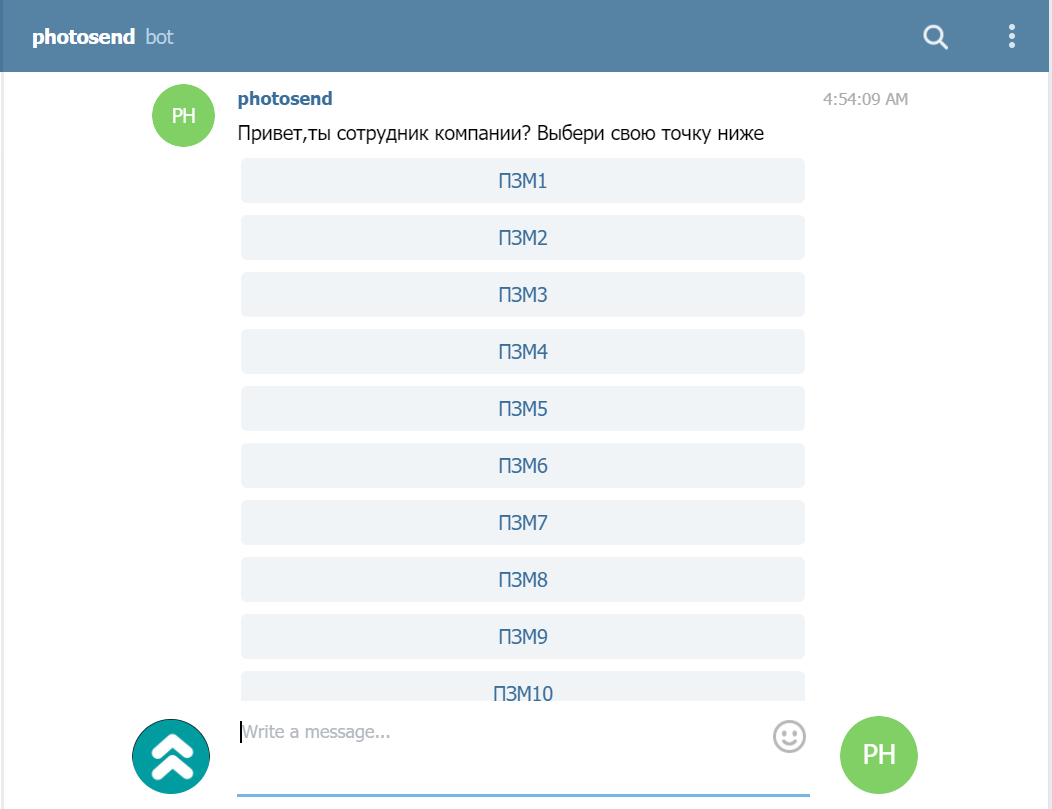 photosend bot
PH
photosend 4:54:09 AM
Привет,ты сотрудник компании? Выбери свою точку ниже
ПЗМ1
ПЗМ2
ПЗМ3
ПЗМ4
ПЗМ5
ПЗМ6
ПЗМ7
ПЗМ8
ПЗМ9
ПЗМ10
Write a message...
PH